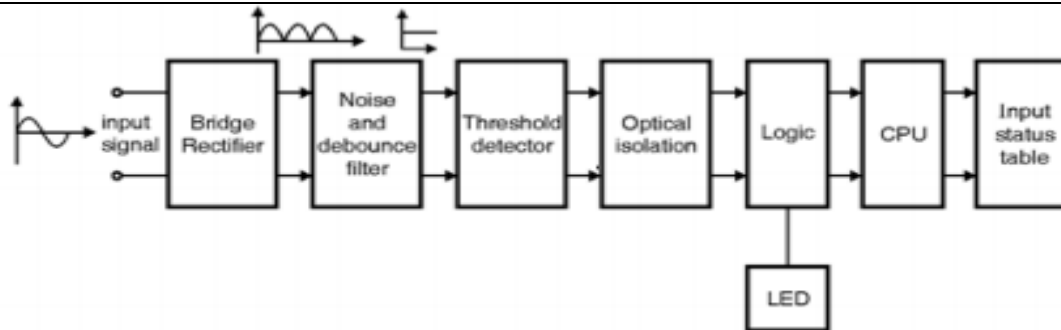 input
signal
Bridge
Rectifier
Noise
and
debounce
filter
Threshold
detector
Optical
isolation
Logic
CPU
Input
status
table
LED